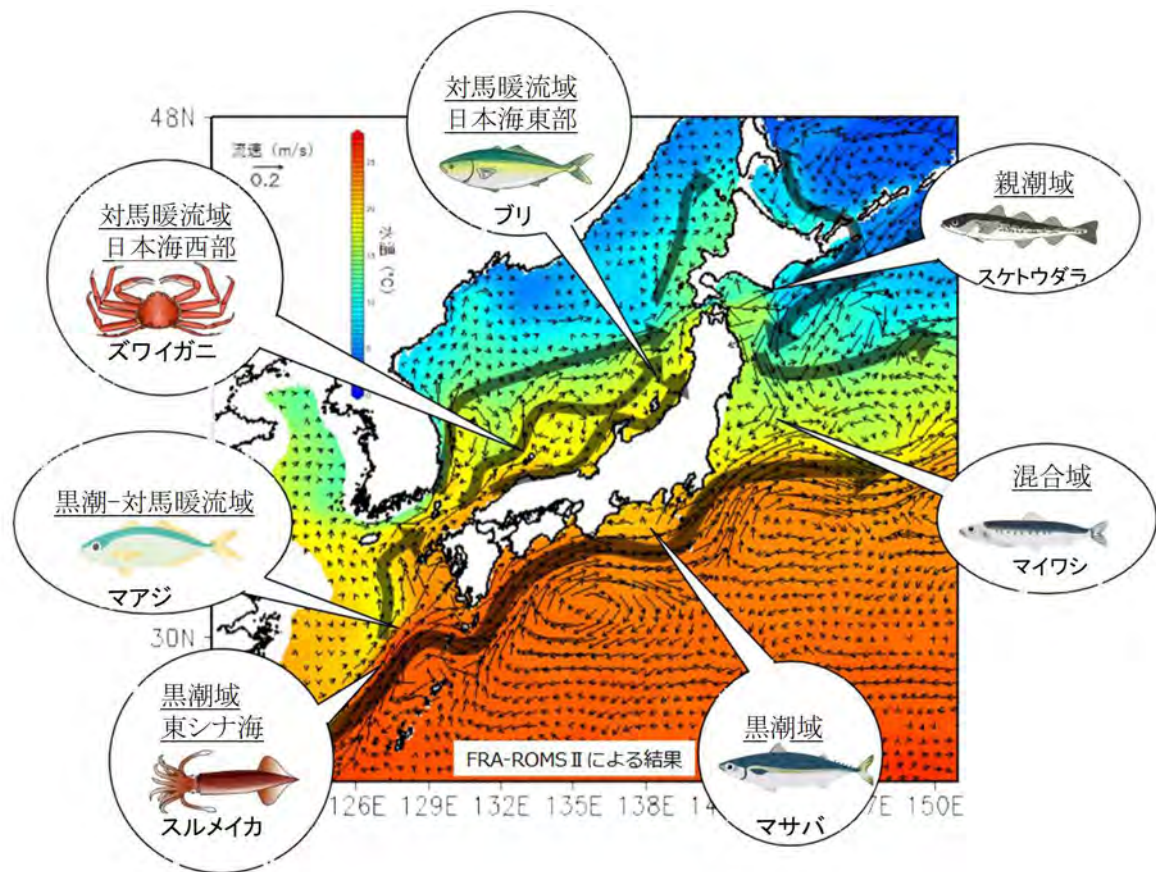 対馬暖流域
日本海東部
ブリ
48N
流速 (m/s)
0.2
水温 (℃)
25
20
15
10
親潮域
スケトウダラ
対馬暖流域
日本海西部
ズワイガニ
黒潮-対馬暖流域
マアジ
混合域
マイワシ
30N
黒潮域
東シナ海
スルメイカ
FRA-ROMSⅡによる結果
黒潮域
マサバ
126E 129E 132E 135E 138E 150E